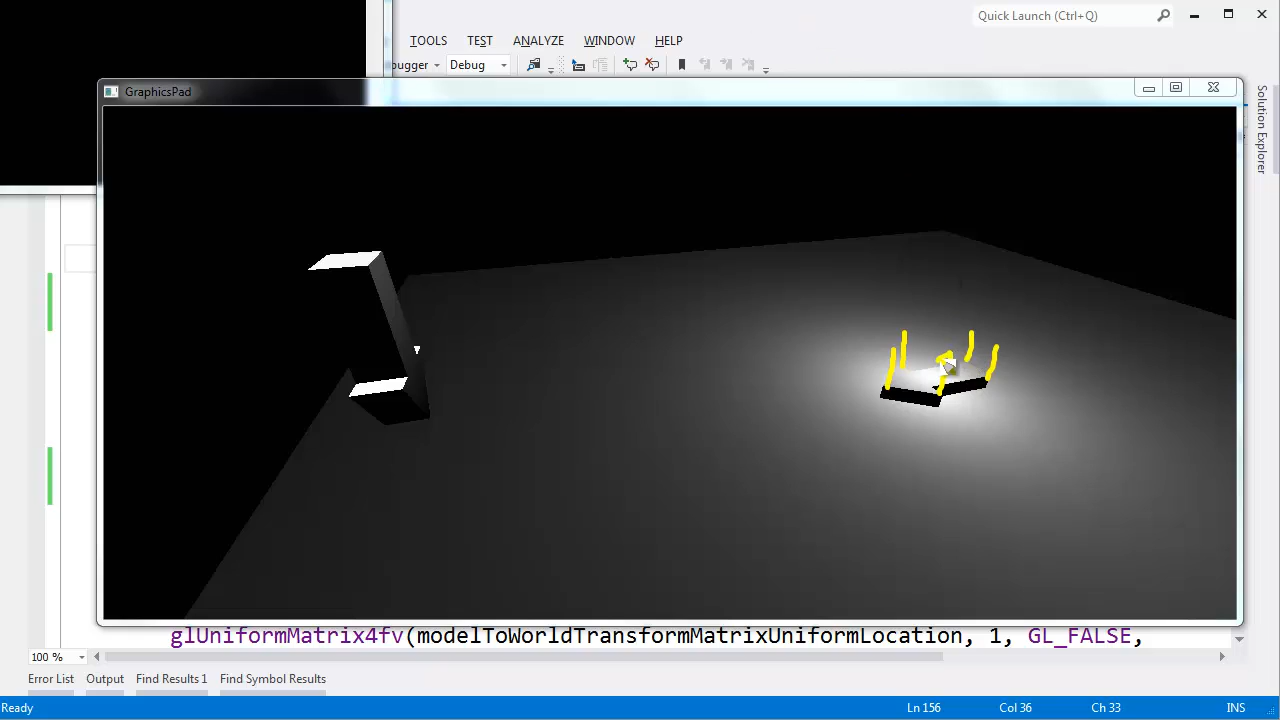 Quick Launch (Ctrl+Q)
TOOLS TEST ANALYZE WINDOW HELP
bugger Debug
GraphicsPad
Solution Explorer
glUniformMatrix4fv(modelToWorldTransformMatrixUniformLocation, 1, GL_FALSE,
100 %
Error List Output Find Results 1 Find Symbol Results
Ready Ln 156 Col 36 Ch 33 INS